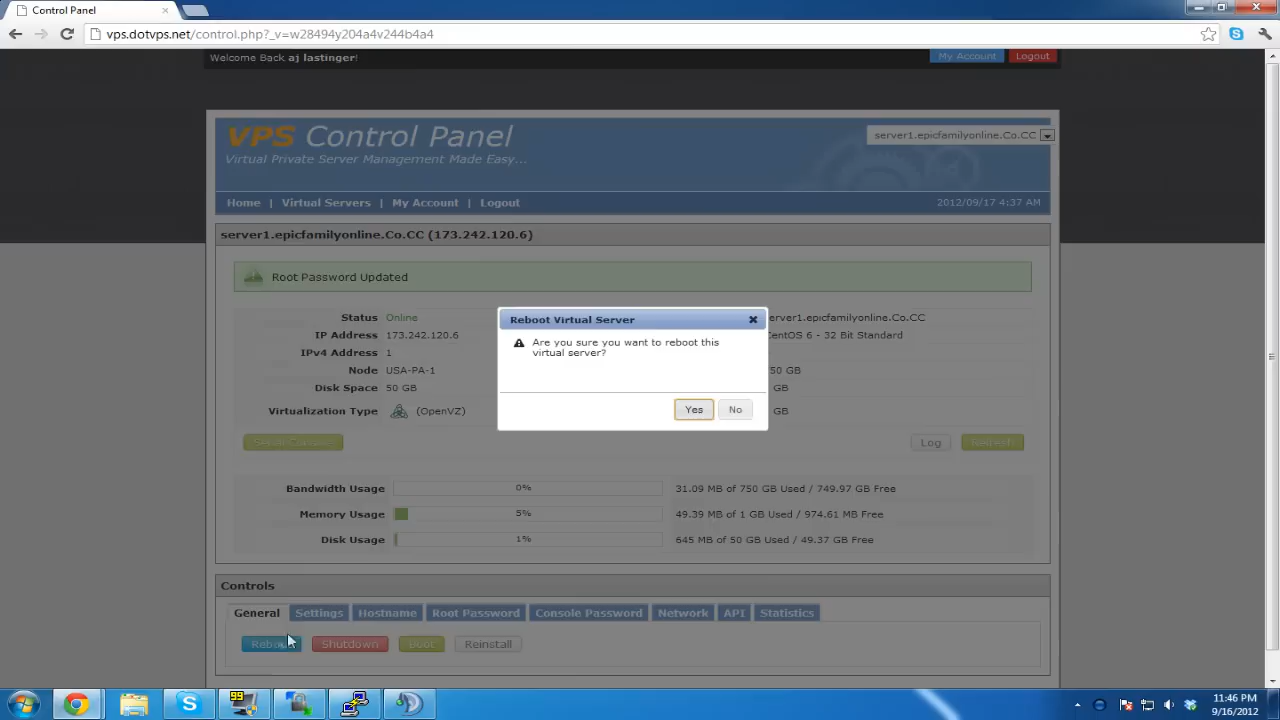 Control Panel
vps.dotvps.net/control.php?_v=w28494y204a4v244b4a4
Welcome Back aj lastinger!
My Account
Logout
VPS Control Panel
server1.epicfamilyonline.Co.CC
Virtual Private Server Management Made Easy...
Home | Virtual Servers | My Account | Logout
2012/09/17 4:37 AM
server1.epicfamilyonline.Co.CC (173.242.120.6)
Root Password Updated
Reboot Virtual Server
Are you sure you want to reboot this
virtual server?
Yes
No
Status Online
IP Address 173.242.120.6
IPv4 Address 1
Node USA-PA-1
Disk Space 50 GB
Virtualization Type (OpenVZ)
erver1.epicfamilyonline.Co.CC
entOS 6 - 32 Bit Standard
50 GB
GB
GB
Log
Refresh
Bandwidth Usage 0% 31.09 MB of 750 GB Used / 749.97 GB Free
Memory Usage 5% 49.39 MB of 1 GB Used / 974.61 MB Free
Disk Usage 1% 645 MB of 50 GB Used / 49.37 GB Free
Controls
General Settings Hostname Root Password Console Password Network API Statistics
Reboot Shutdown Boot Reinstall
99
11:46 PM
9/16/2012